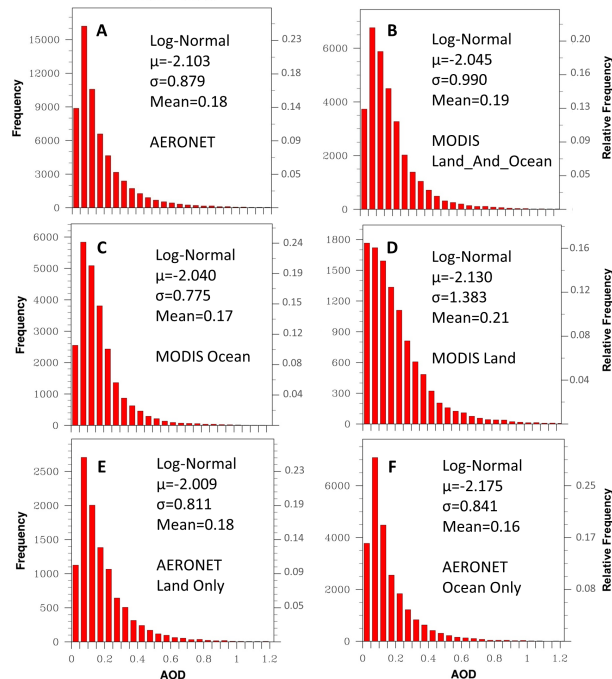 A
Log-Normal
μ=-2.103
σ=0.879
Mean=0.18
AERONET
Frequency
15000
12000
9000
6000
3000
0
0.23
0.18
0.14
0.09
0.05
B
Log-Normal
μ=-2.045
σ=0.990
Mean=0.19
MODIS
Land_And_Ocean
6000
4000
2000
0
0.20
0.16
0.13
0.09
0.05
Relative Frequency
C
Log-Normal
μ=-2.040
σ=0.775
Mean=0.17
MODIS Ocean
Frequency
6000
5000
4000
3000
2000
1000
0
0.24
0.20
0.15
0.12
0.08
0.04
D
Log-Normal
μ=-2.130
σ=1.383
Mean=0.21
MODIS Land
1800
1500
1200
900
600
300
0
0.16
0.12
0.08
0.04
Relative Frequency
E
Log-Normal
μ=-2.009
σ=0.811
Mean=0.18
AERONET
Land Only
Frequency
2500
2000
1500
1000
500
0
0.23
0.19
0.14
0.09
0.05
0 0.2 0.4 0.6 0.8 1 1.2
AOD
F
Log-Normal
μ=-2.175
σ=0.841
Mean=0.16
AERONET
Ocean Only
6000
4000
2000
0
0.25
0.17
0.08
Relative Frequency
0 0.2 0.4 0.6 0.8 1 1.2
AOD